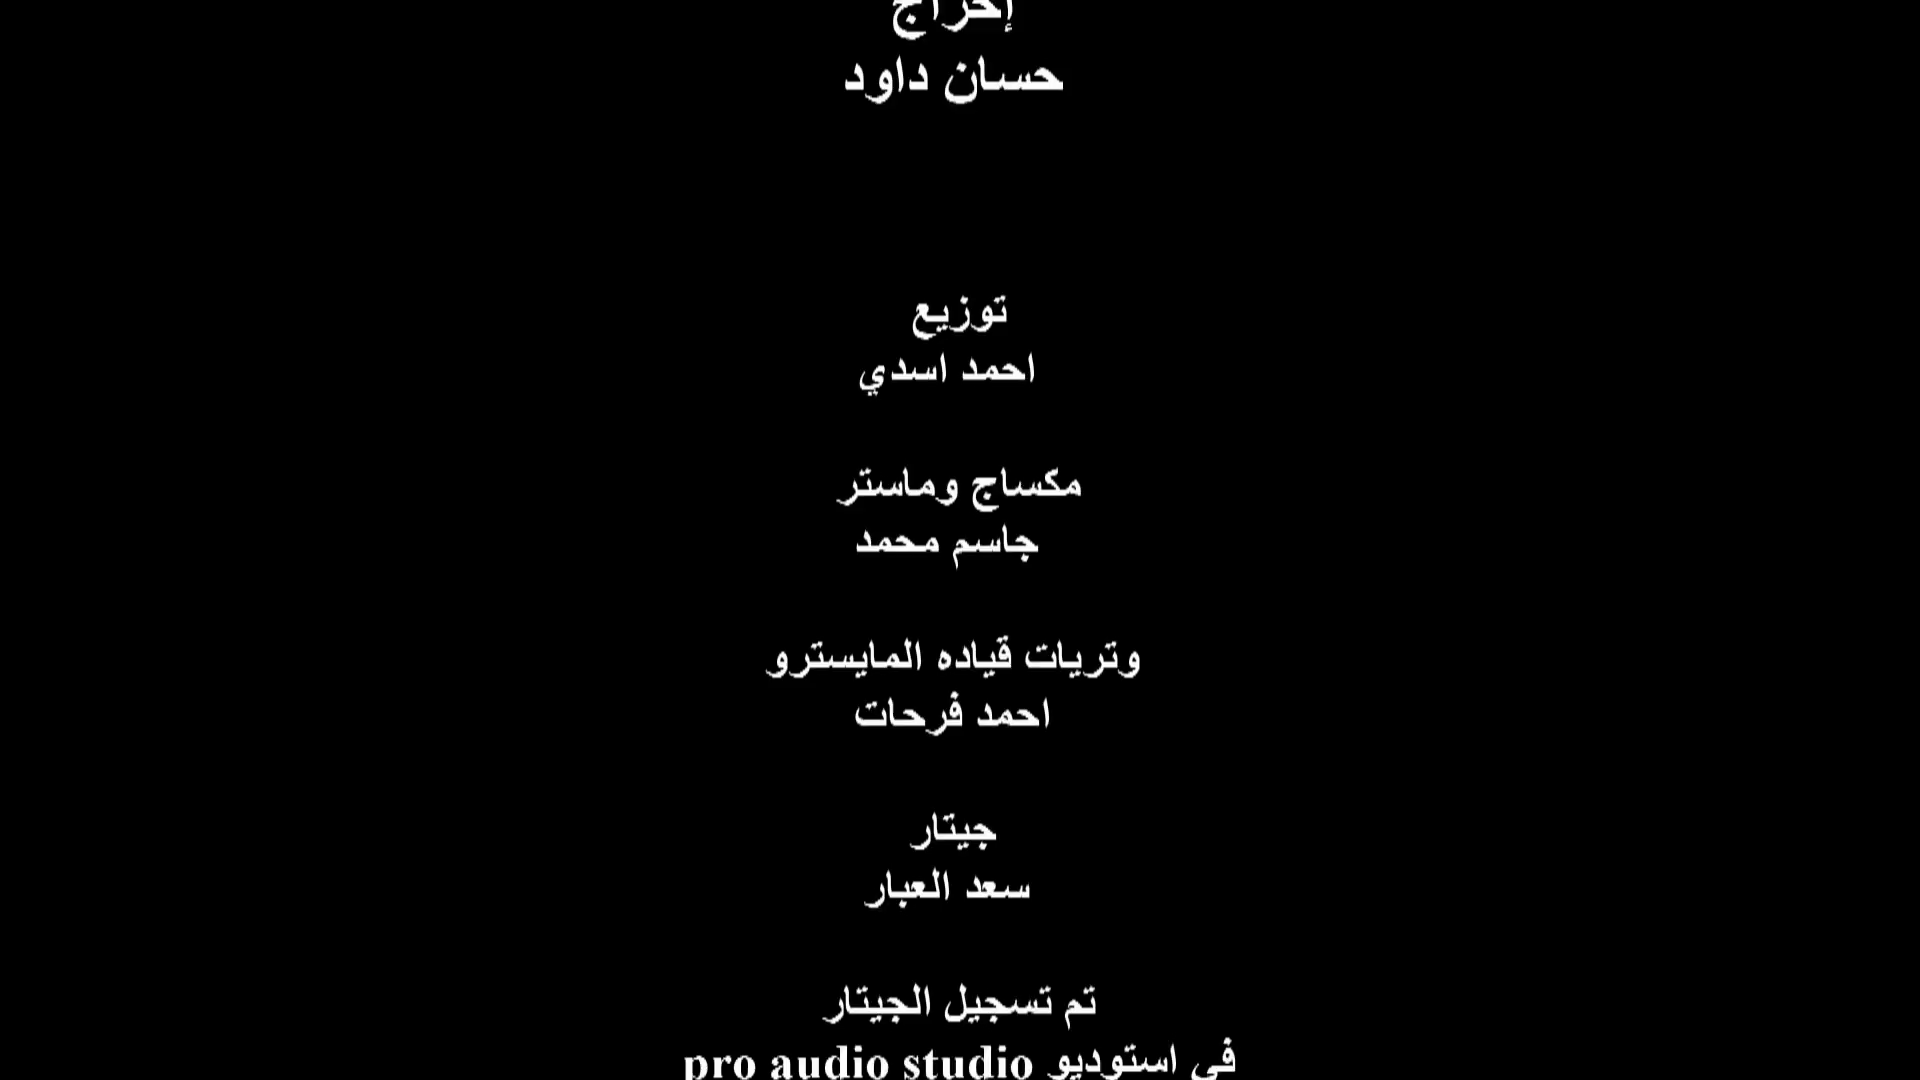 إخراج
حسان داود
توزيع
احمد اسدي
مكساج وماستر
جاسم محمد
وتريات قياده المايسترو
احمد فرحات
جيتار
سعد العبار
تم تسجيل الجيتار
في استوديو pro audio studio